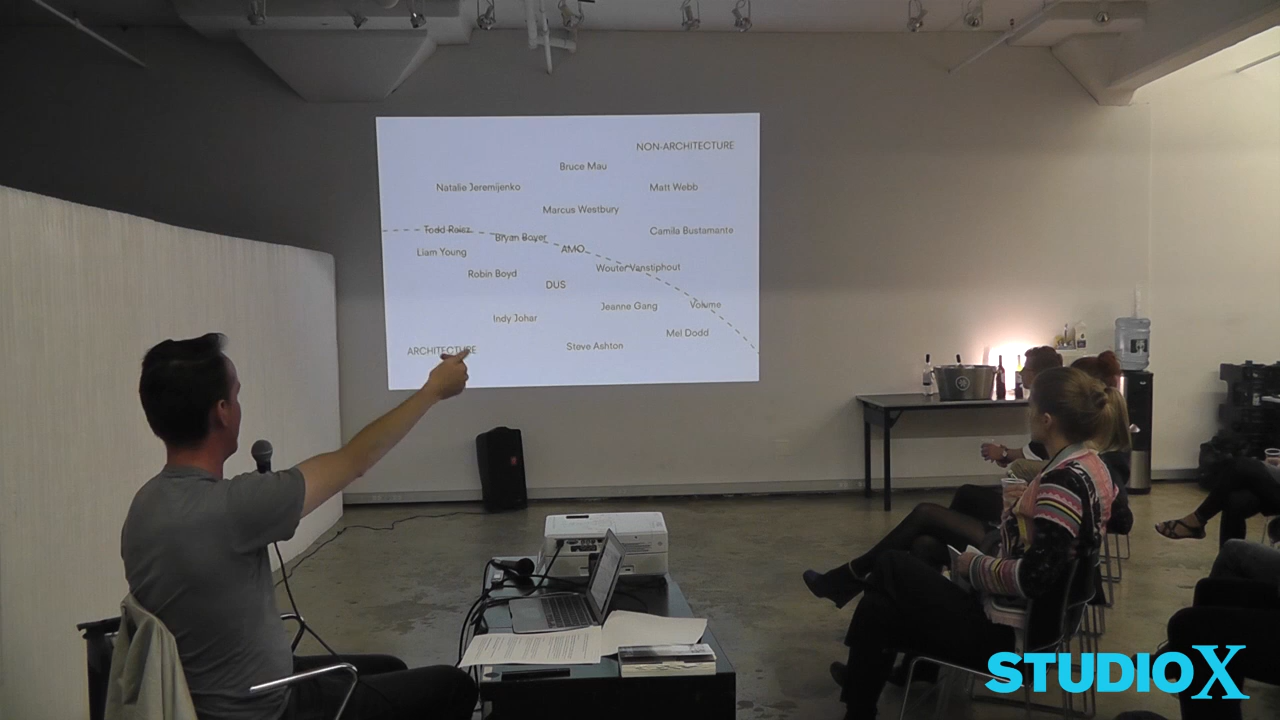 NON-ARCHITECTURE
Bruce Mau
Natalie Jeremijenko
Matt Webb
Marcus Westbury
Todd Reisz
Camila Bustamante
Bryan Boyer
AMO
Liam Young
Wouter Vanstiphout
Robin Boyd
DUS
Jeanne Gang
Volume
Indy Johar
Mel Dodd
Steve Ashton
ARCHITECTURE
STUDIOX